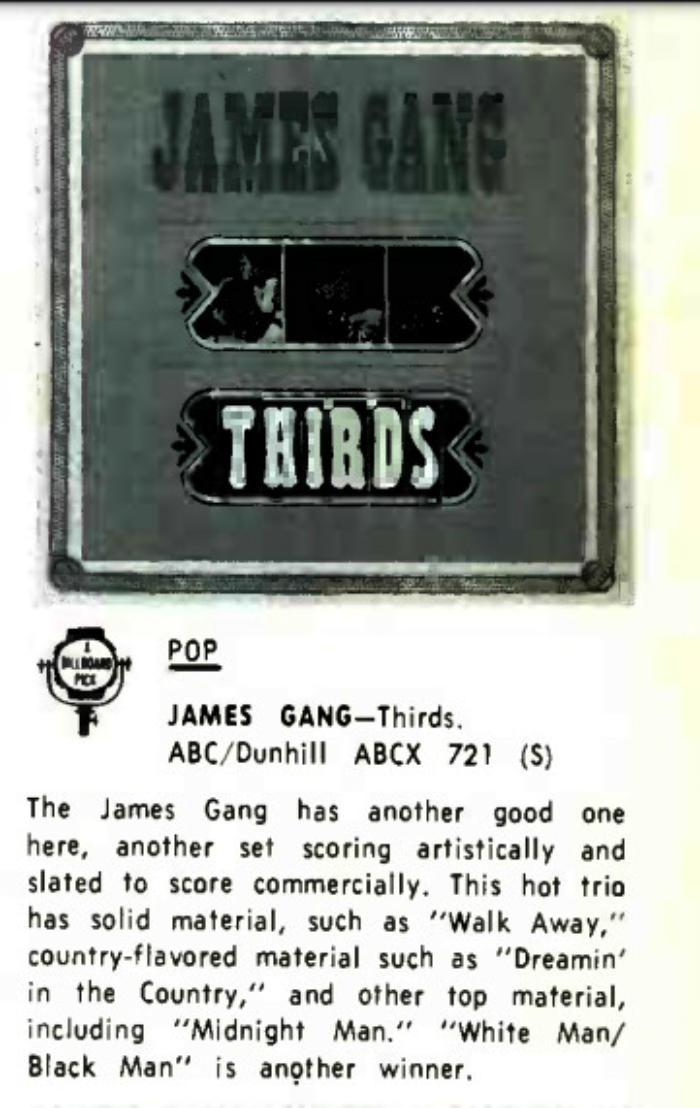 JAMES GANG
THIRDS
A
BILLBOARD
PICK
POP
JAMES GANG—Thirds.
ABC/Dunhill ABCX 721 (S)
The James Gang has another good one
here, another set scoring artistically and
slated to score commercially. This hot trio
has solid material, such as "Walk Away,"
country-flavored material such as "Dreamin'
in the Country," and other top material,
including "Midnight Man." "White Man/
Black Man" is another winner.